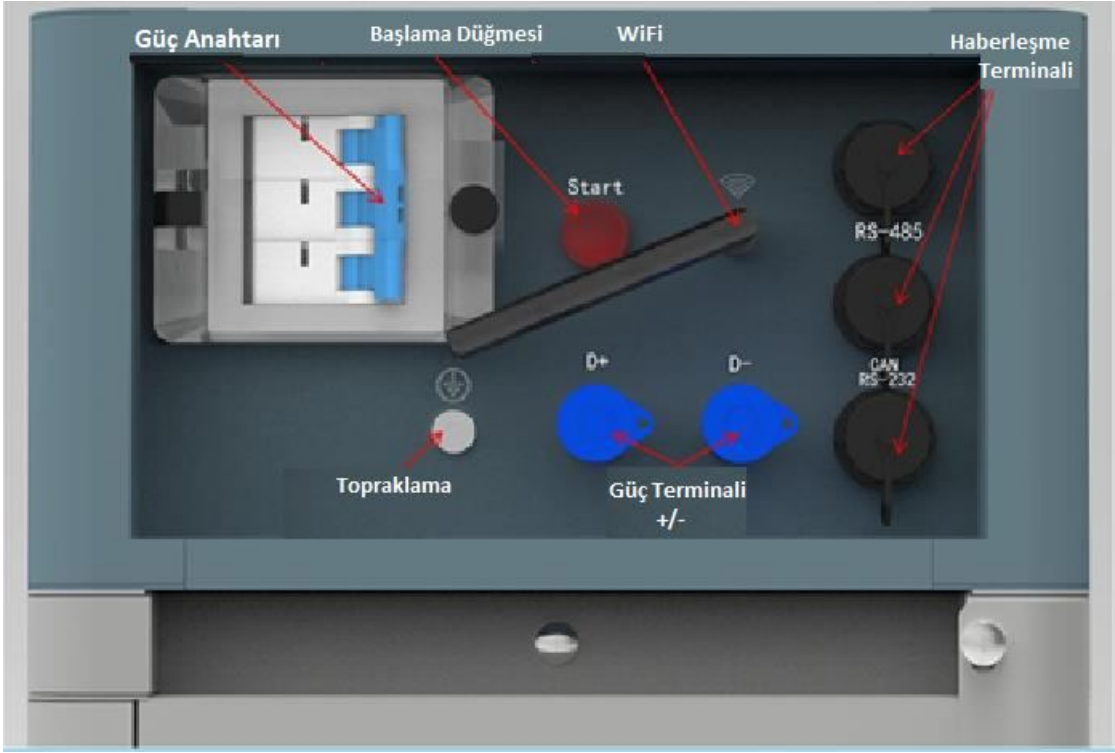 Güç Anahtarı
Başlama Düğmesi
WiFi
Haberleşme
Terminali
Start
RS-485
D+
D-
CAN
RS-232
Topraklama
Güç Terminali
+/-